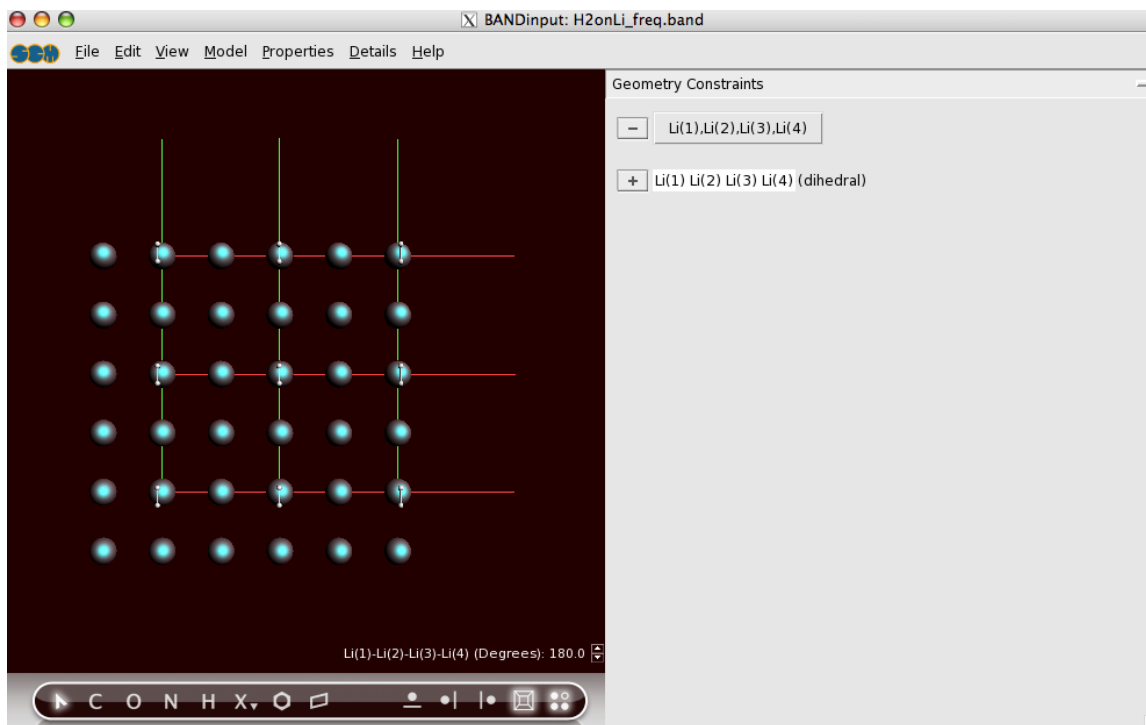 X BANDinput: H2onLi_freq.band
SCM File Edit View Model Properties Details Help
Geometry Constraints
− Li(1),Li(2),Li(3),Li(4)
+ Li(1) Li(2) Li(3) Li(4) (dihedral)
Li(1)-Li(2)-Li(3)-Li(4) (Degrees): 180.0
C O N H X